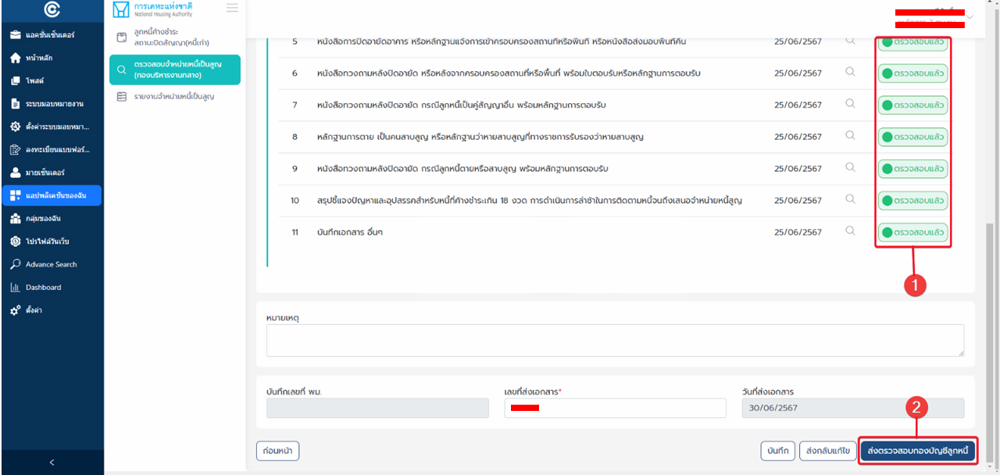 การเคหะแห่งชาติ
National Housing Authority
แอคชั่นเซ็นเตอร์
หน้าหลัก
โพสต์
ระบบมอบหมายงาน
ตั้งค่าระบบมอบหมา...
ลงทะเบียนแบบฟอร์...
มายเซ็นเตอร์
แอปพลิเคชันของฉัน
กลุ่มของฉัน
โปรไฟล์วันเว็บ
Advance Search
Dashboard
ตั้งค่า
<
ลูกหนี้ค้างชำระ
สถานะปิดสัญญา(หนี้เก่า)
ตรวจสอบจำหน่ายหนี้เป็นสูญ
(กองบริหารงานกลาง)
รายงานจำหน่ายหนี้เป็นสูญ
5 หนังสือการปิดอายัดอาคาร หรือหลักฐานแจ้งการเข้าครอบครองสถานที่หรือพื้นที่ หรือหนังสือส่งมอบพื้นที่คืน 25/06/2567 ตรวจสอบแล้ว
6 หนังสือทวงถามหลังปิดอายัด หรือหลังจากครอบครองสถานที่หรือพื้นที่ พร้อมใบตอบรับหรือหลักฐานการตอบรับ 25/06/2567 ตรวจสอบแล้ว
7 หนังสือทวงถามหลังปิดอายัด กรณีลูกหนี้เป็นคู่สัญญาอื่น พร้อมหลักฐานการตอบรับ 25/06/2567 ตรวจสอบแล้ว
8 หลักฐานการตาย เป็นคนสาบสูญ หรือหลักฐานว่าหายสาบสูญที่ทางราชการรับรองว่าหายสาบสูญ 25/06/2567 ตรวจสอบแล้ว
9 หนังสือทวงถามหลังปิดอายัด กรณีลูกหนี้ตายหรือสาบสูญ พร้อมหลักฐานการตอบรับ 25/06/2567 ตรวจสอบแล้ว
10 สรุปชี้แจงปัญหาและอุปสรรคสำหรับหนี้ที่ค้างชำระเกิน 18 งวด การดำเนินการล่าช้าในการติดตามหนี้จนถึงเสนอจำหน่ายหนี้สูญ 25/06/2567 ตรวจสอบแล้ว
11 บันทึกเอกสาร อื่นๆ 25/06/2567 ตรวจสอบแล้ว
1
หมายเหตุ
บันทึกเลขที่ พม. เลขที่ส่งเอกสาร* วันที่ส่งเอกสาร
30/06/2567
2
ก่อนหน้า บันทึก ส่งกลับแก้ไข ส่งตรวจสอบกองบัญชีลูกหนี้